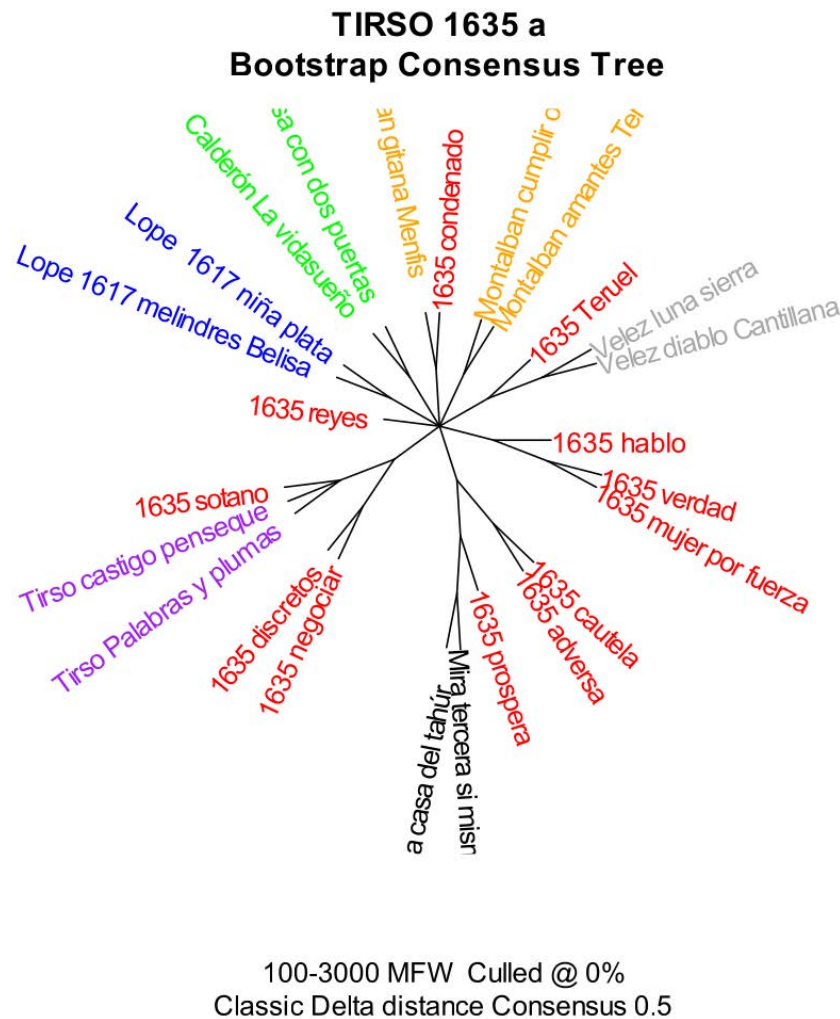 TIRSO 1635 a
Bootstrap Consensus Tree
Calderón La vidasueño
con dos puertas
gitana Menfis
1635 condenado
Montalban cumplir
Montalban amantes
Lope 1617 niña plata
Lope 1617 melindres Belisa
1635 Teruel
Velez luna sierra
Velez diablo Cantillana
1635 reyes
1635 hablo
1635 verdad
1635 mujer por fuerza
1635 sotano
Tirso castigo penseque
Tirso Palabras y plumas
1635 discretos
1635 negociar
1635 cautela
1635 adversa
1635 prospera
Mira tercera si
a casa del tahúr
100-3000 MFW Culled @ 0%
Classic Delta distance Consensus 0.5